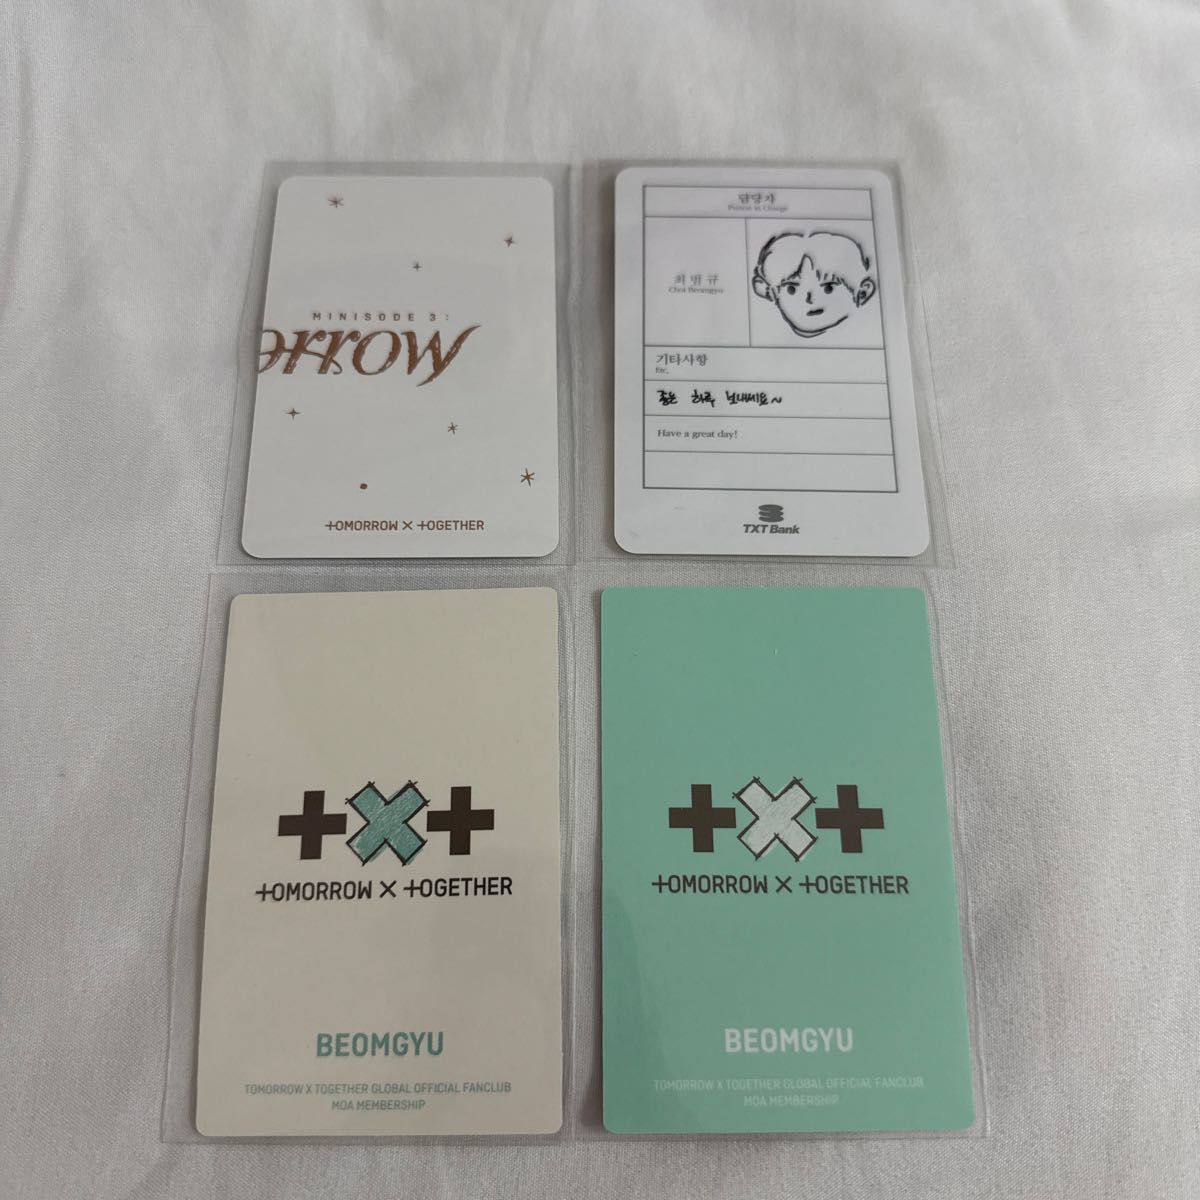 MINISODE 3:
orrow
TOMORROW X TOGETHER
담당자
Person in Charge
최범규
Choi Beomgyu
기타사항
Etc.
좋은 하루 보내세요~
Have a great day!
TXT Bank
+X+
TOMORROW X TOGETHER
BEOMGYU
TOMORROW X TOGETHER GLOBAL OFFICIAL FANCLUB
MOA MEMBERSHIP
+X+
TOMORROW X TOGETHER
BEOMGYU
TOMORROW X TOGETHER GLOBAL OFFICIAL FANCLUB
MOA MEMBERSHIP